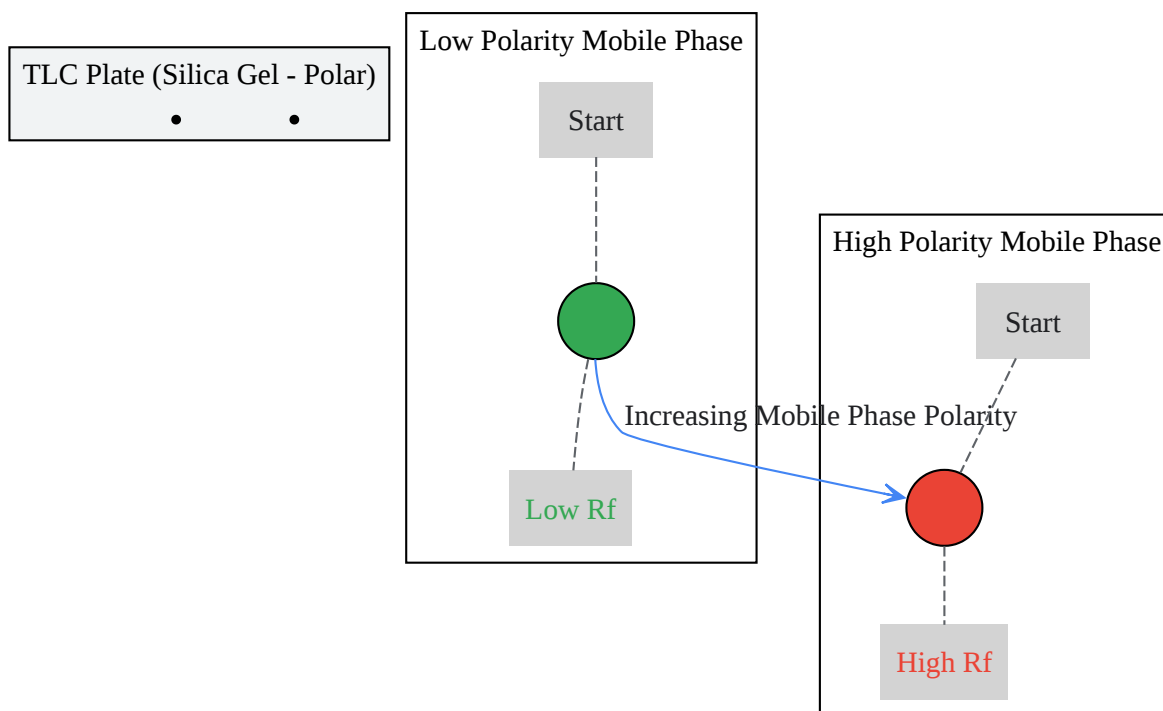 TLC Plate (Silica Gel - Polar)
Low Polarity Mobile Phase
Start
Low Rf
Increasing Mobile Phase Polarity
High Polarity Mobile Phase
Start
High Rf